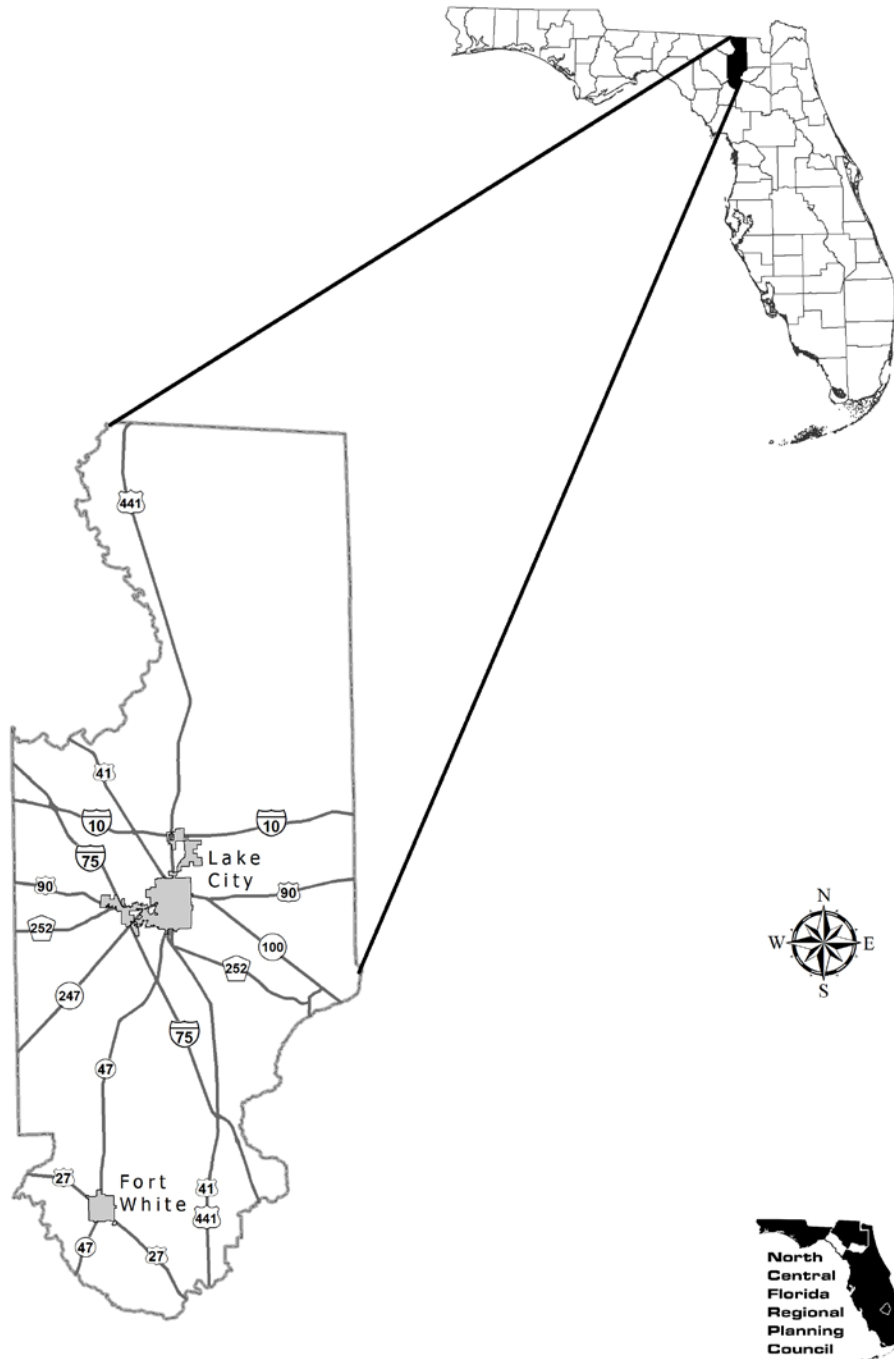 441
41
10
10
75
Lake
City
90
90
252
100
252
247
75
47
Fort
White
27
41
441
47
27
N
W
E
S
North
Central
Florida
Regional
Planning
Council